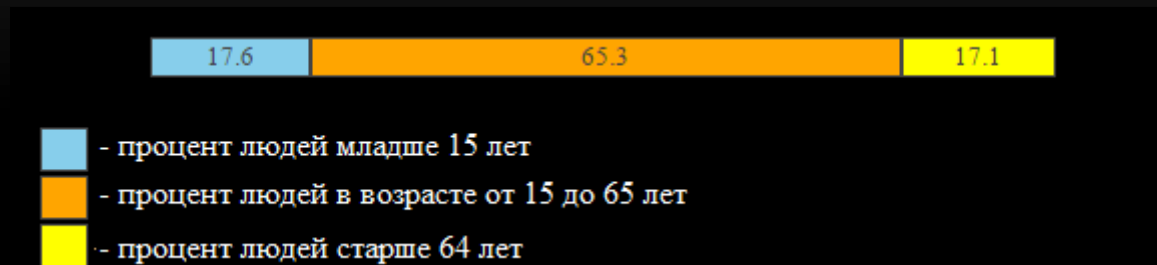 17.6 65.3 17.1
- процент людей младше 15 лет
- процент людей в возрасте от 15 до 65 лет
- процент людей старше 64 лет